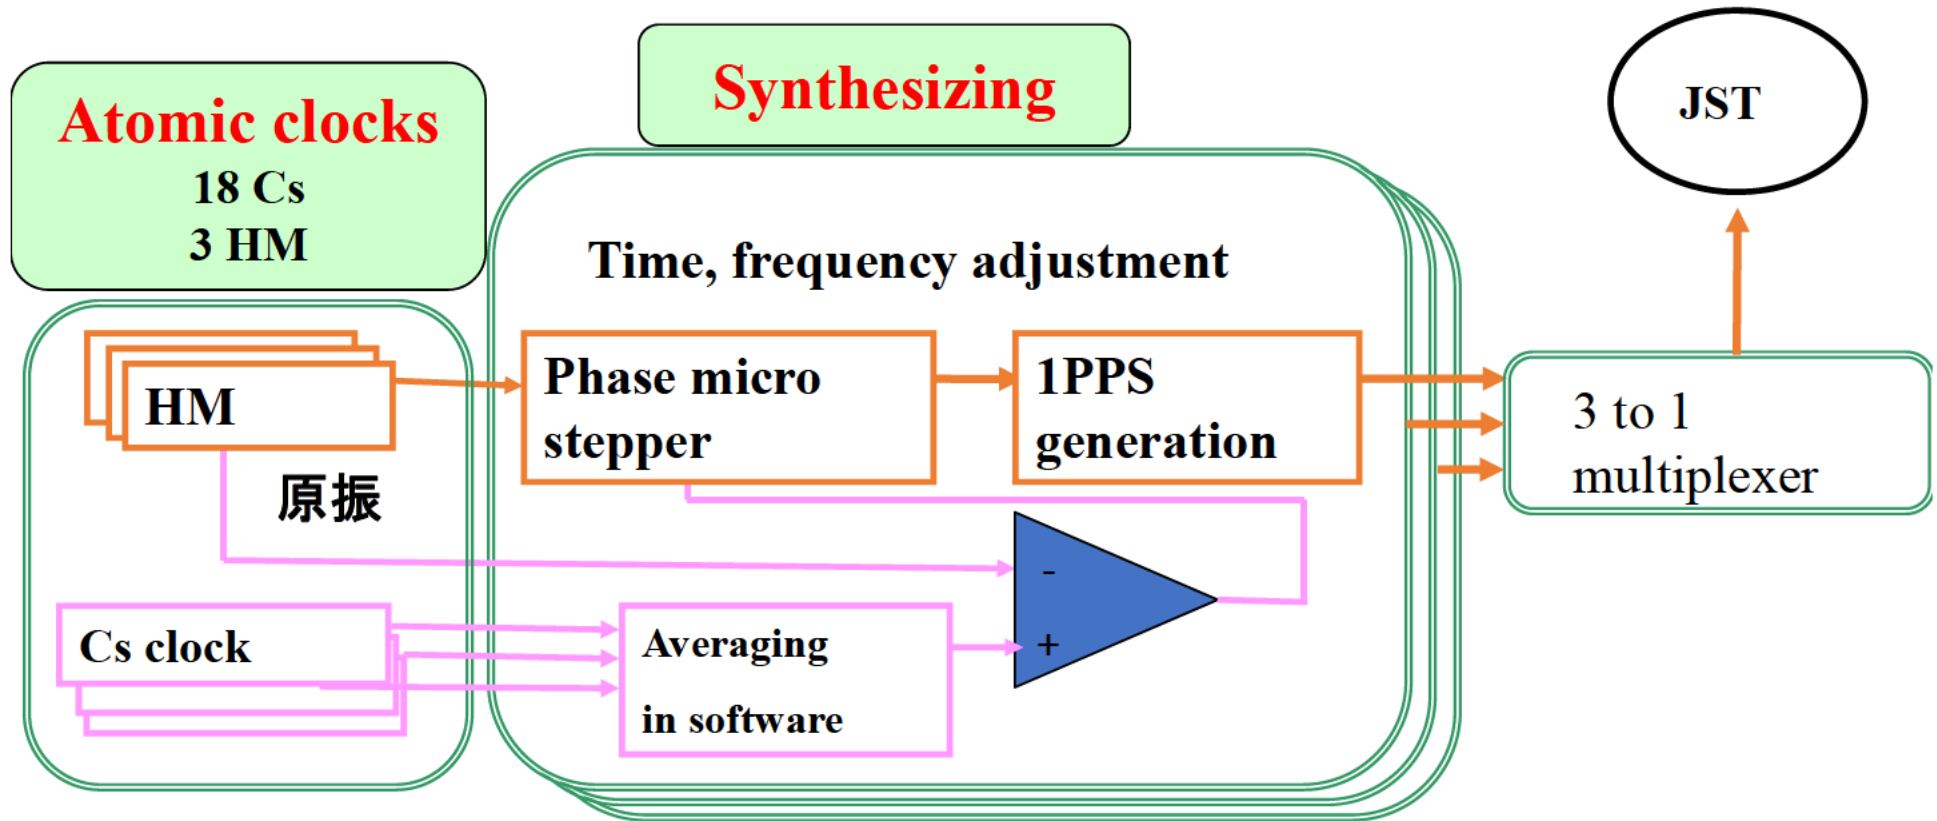 Atomic clocks
18 Cs
3 HM
Synthesizing
JST
Time, frequency adjustment
HM
原振
Phase micro
stepper
1PPS
generation
3 to 1
multiplexer
-
+
Cs clock
Averaging
in software